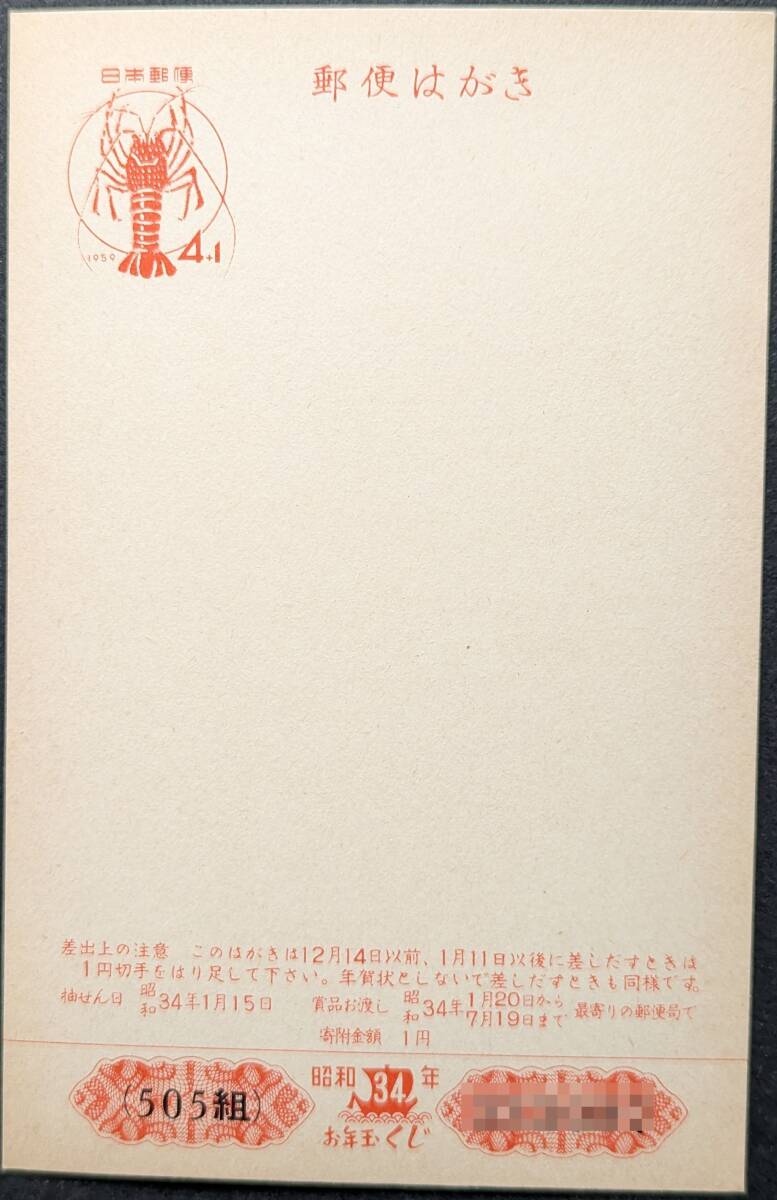 日本郵便
郵便はがき
1959 4+1
差出上の注意 このはがきは12月14日以前、1月11日以後に差しだすときは
1円切手をはり足して下さい。年賀状としないで差しだすときも同様です。
抽せん日 昭和34年1月15日 賞品お渡し 昭和34年1月20日から7月19日まで 最寄りの郵便局で
寄附金額 1円
昭和34年
(505組)
お年玉くじ